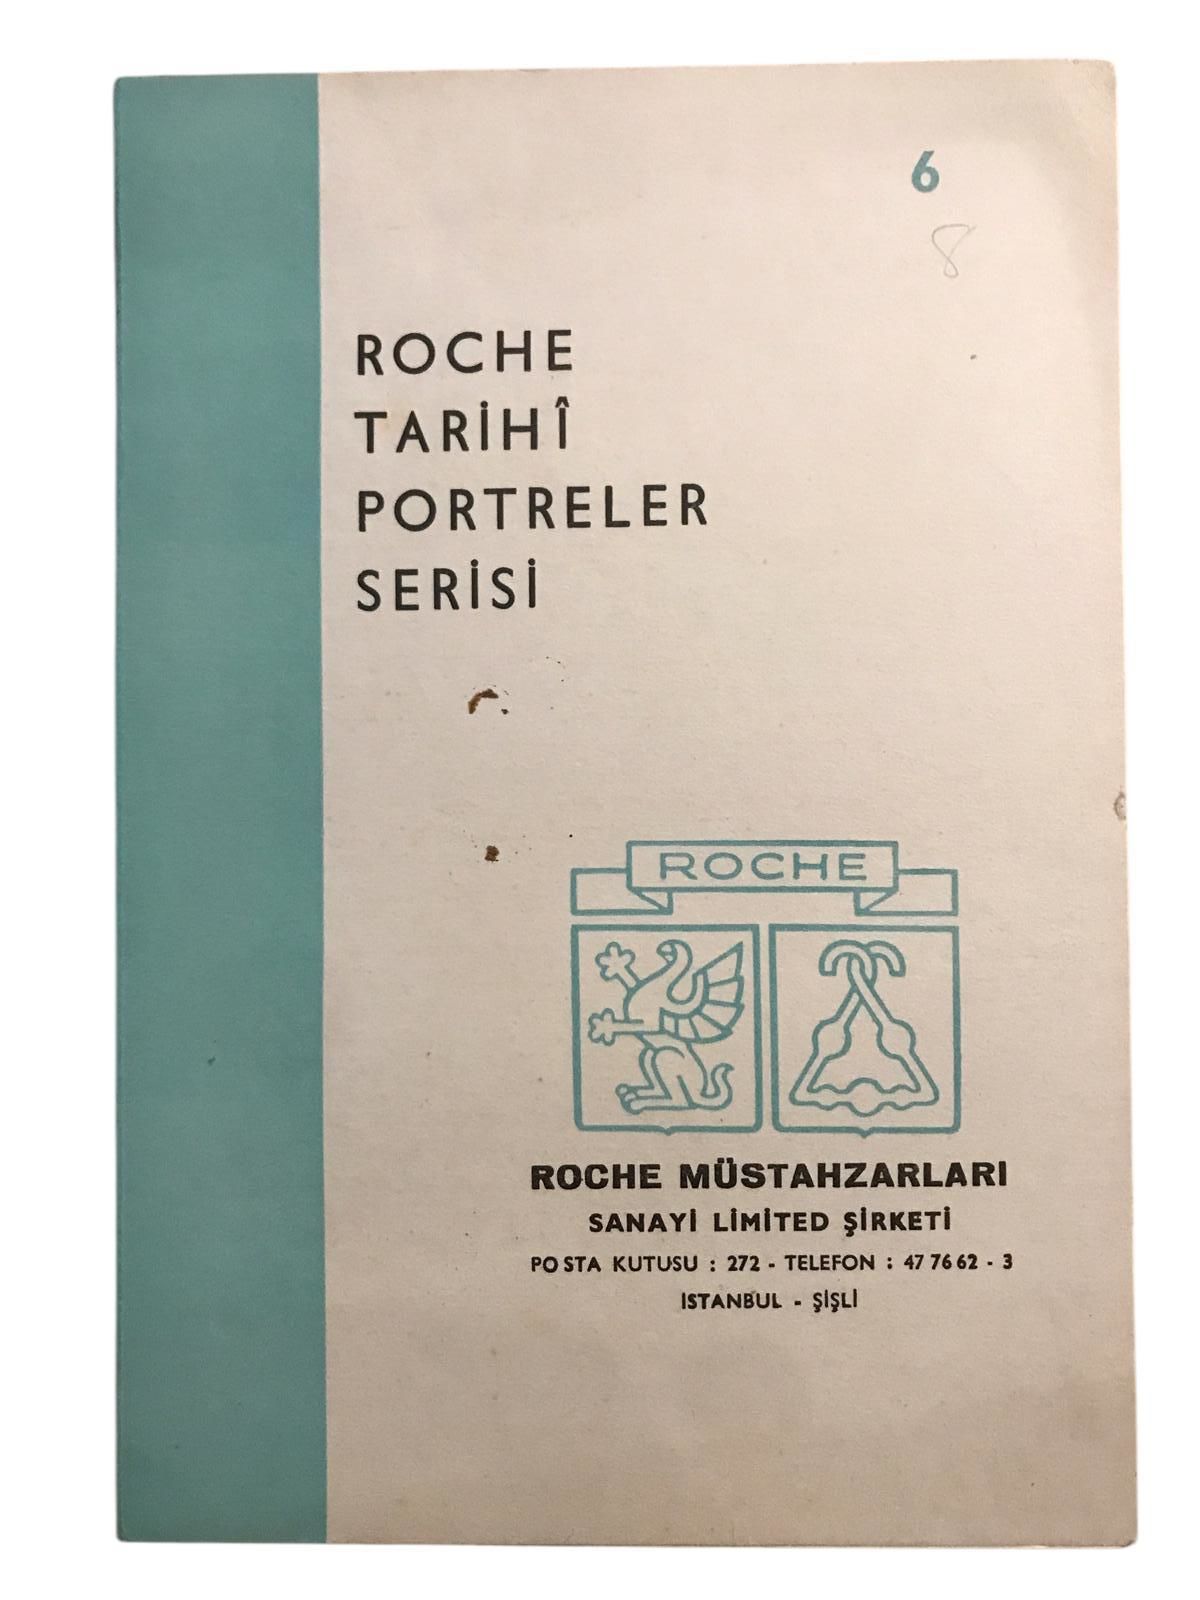 6
8
ROCHE
TARİHÎ
PORTRELER
SERİSİ
ROCHE
ROCHE MÜSTAHZARLARI
SANAYİ LİMİTED ŞİRKETİ
POSTA KUTUSU : 272 - TELEFON : 47 76 62 - 3
ISTANBUL - ŞİŞLİ